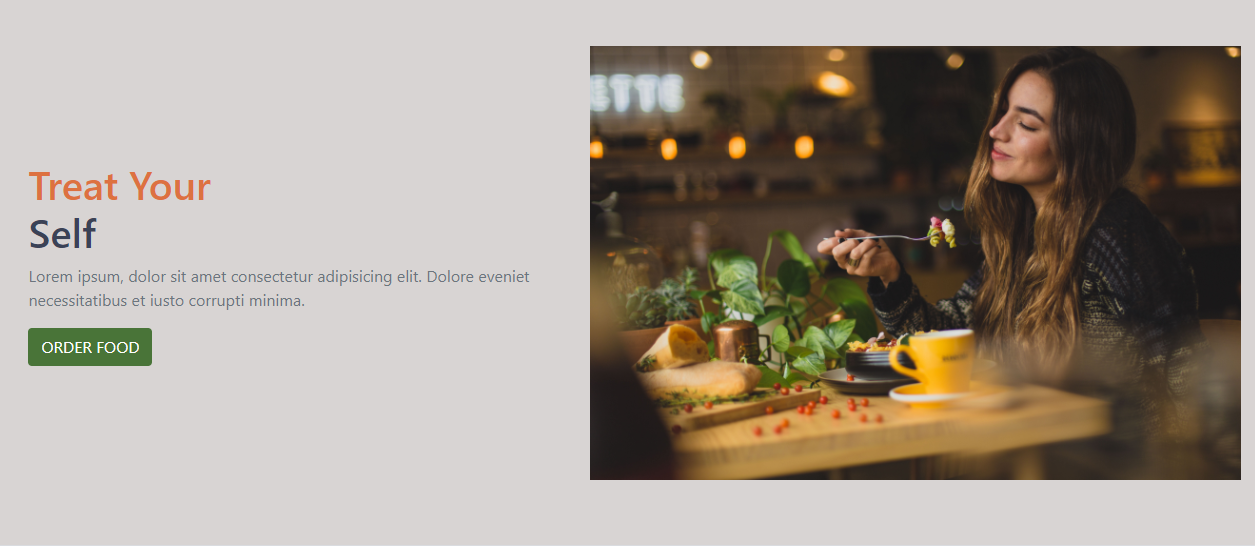 Treat Your
Self
Lorem ipsum, dolor sit amet consectetur adipisicing elit. Dolore eveniet
necessitatibus et iusto corrupti minima.
ORDER FOOD
ETTE